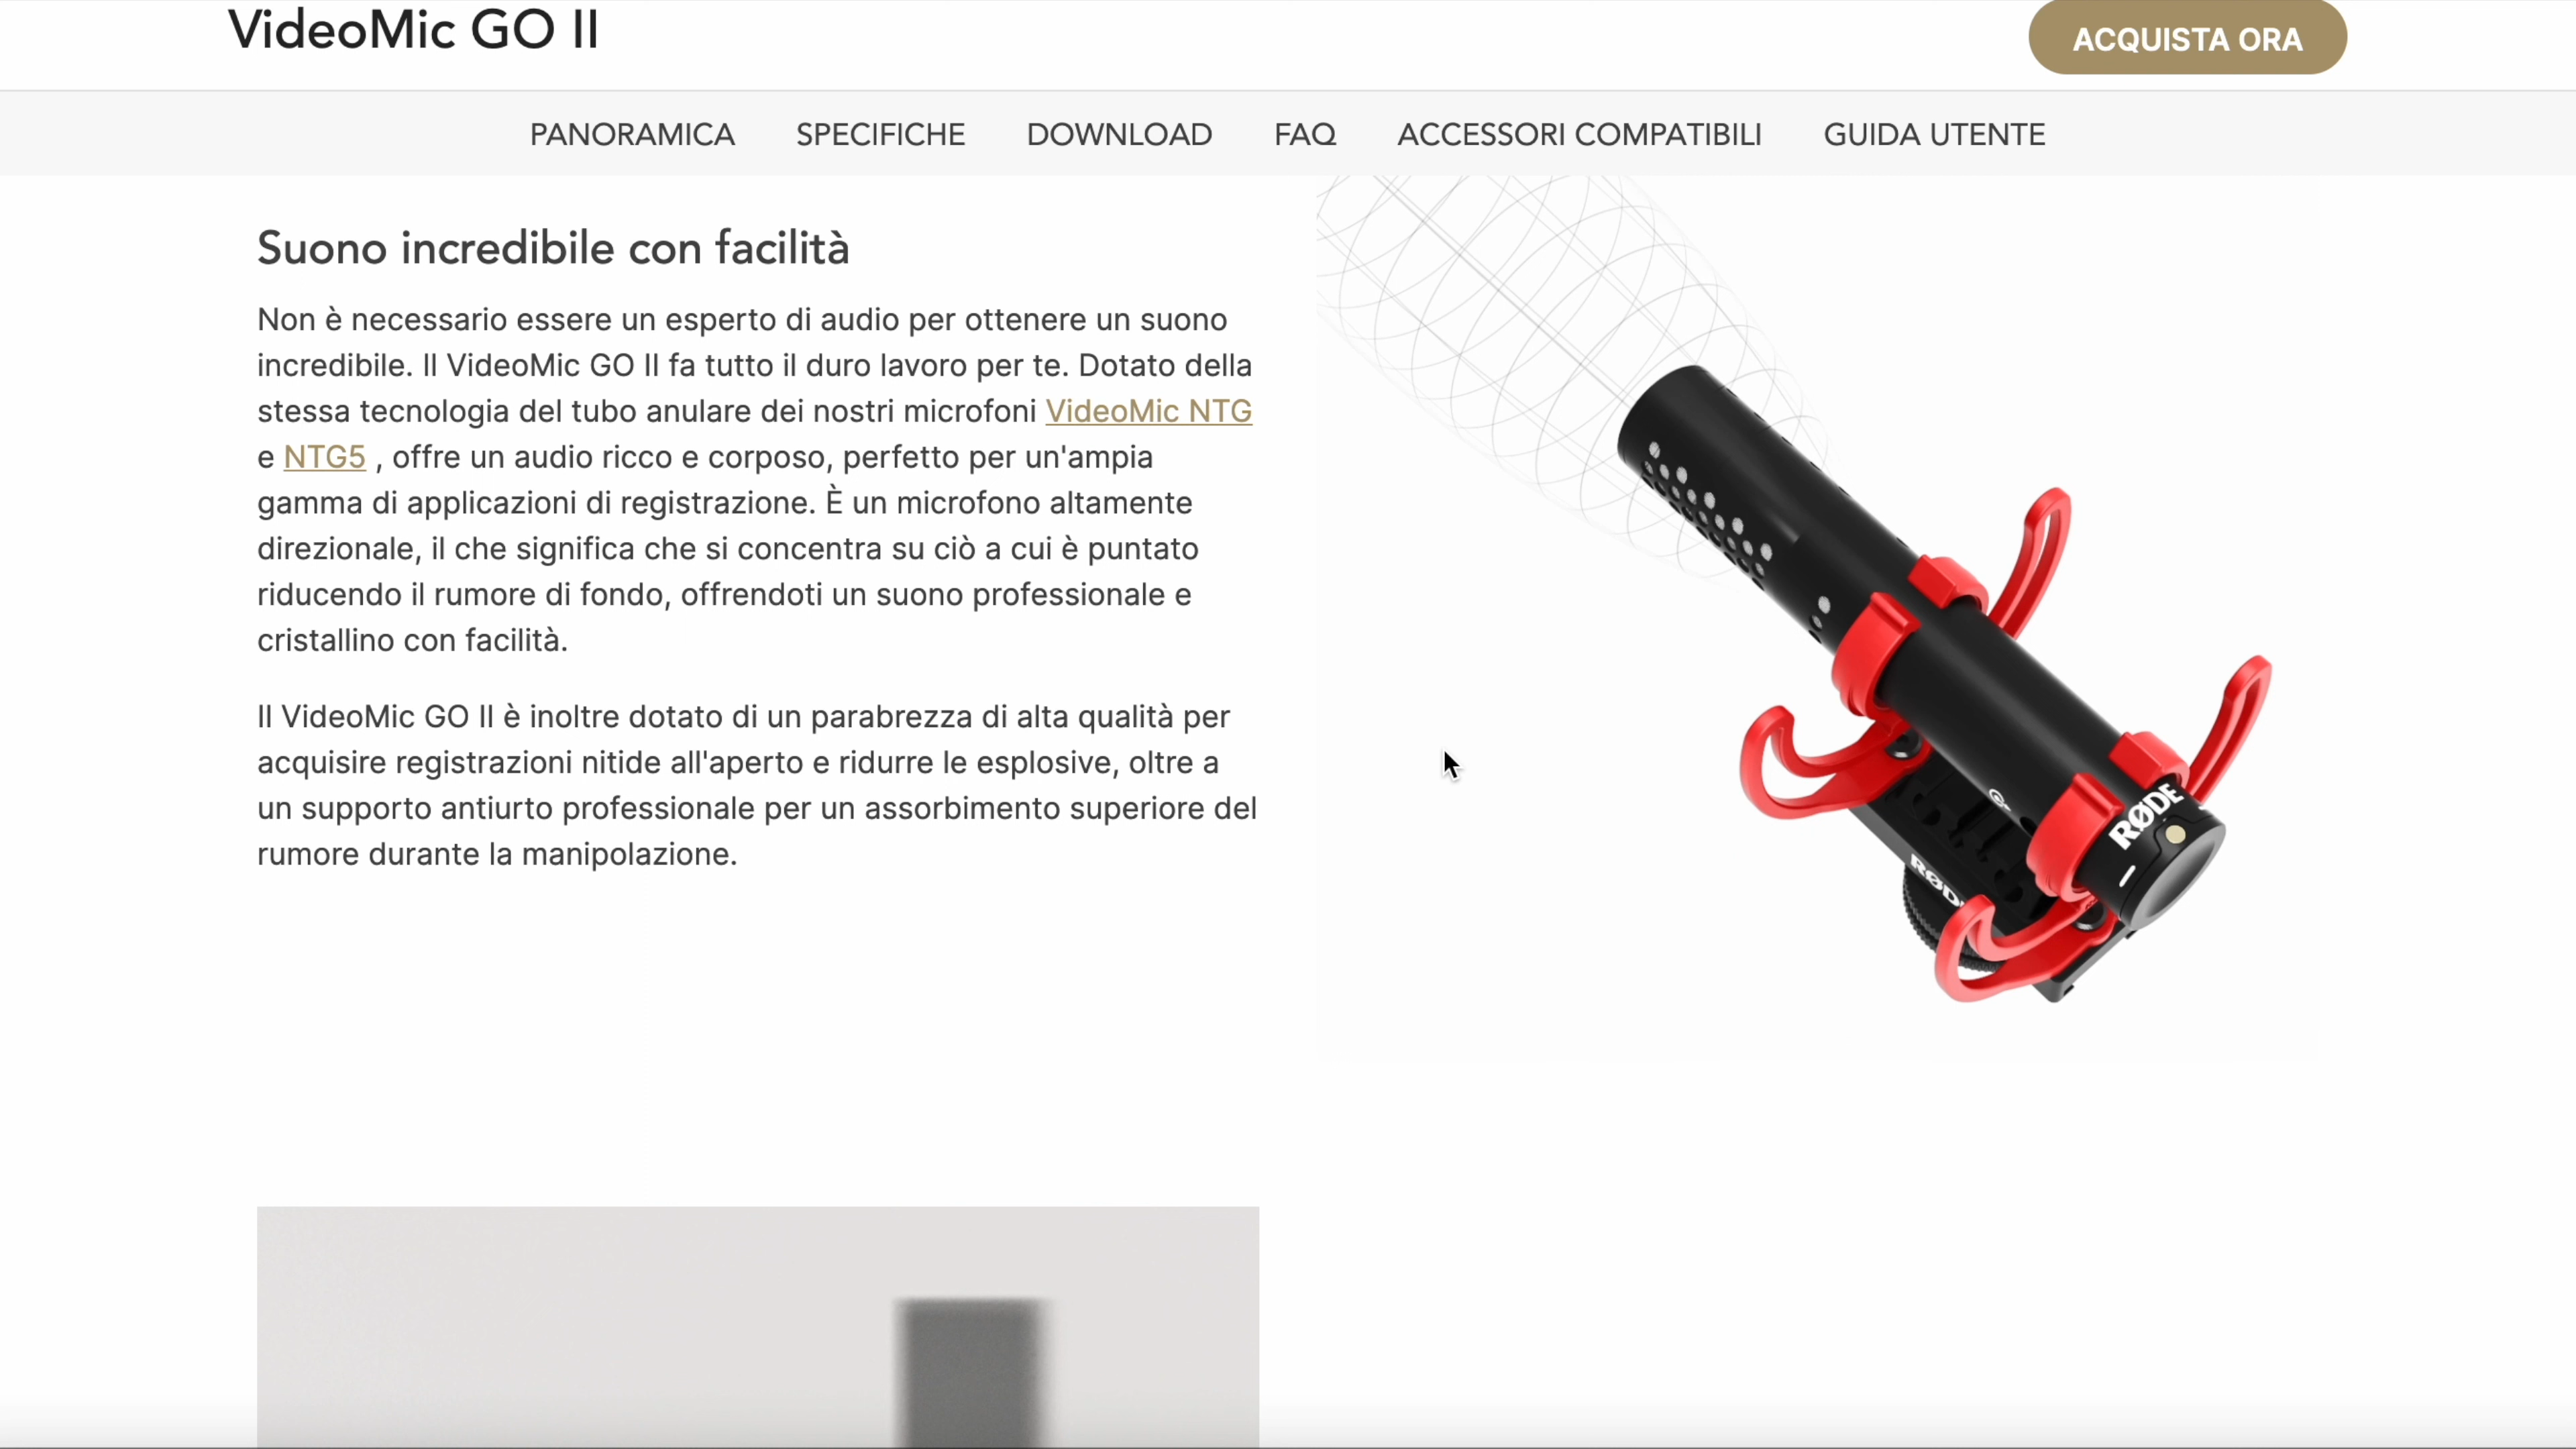 VideoMic GO II
ACQUISTA ORA
PANORAMICA SPECIFICHE DOWNLOAD FAQ ACCESSORI COMPATIBILI GUIDA UTENTE
Suono incredibile con facilità
Non è necessario essere un esperto di audio per ottenere un suono
incredibile. Il VideoMic GO II fa tutto il duro lavoro per te. Dotato della
stessa tecnologia del tubo anulare dei nostri microfoni VideoMic NTG
e NTG5 , offre un audio ricco e corposo, perfetto per un'ampia
gamma di applicazioni di registrazione. È un microfono altamente
direzionale, il che significa che si concentra su ciò a cui è puntato
riducendo il rumore di fondo, offrendoti un suono professionale e
cristallino con facilità.
Il VideoMic GO II è inoltre dotato di un parabrezza di alta qualità per
acquisire registrazioni nitide all'aperto e ridurre le esplosive, oltre a
un supporto antiurto professionale per un assorbimento superiore del
rumore durante la manipolazione.
RØDE
RØD